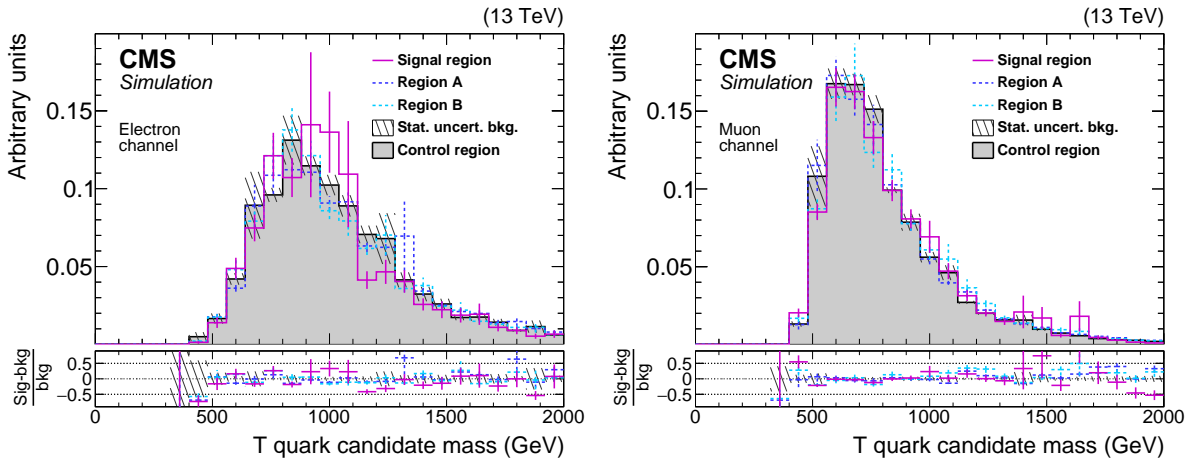 (13 TeV)
CMS
Simulation
Electron
channel
Signal region
Region A
Region B
Stat. uncert. bkg.
Control region
Arbitrary units
0.15
0.1
0.05
Sig-bkg
bkg
0.5
0
−0.5
0 500 1000 1500 2000
T quark candidate mass (GeV)
(13 TeV)
CMS
Simulation
Muon
channel
Signal region
Region A
Region B
Stat. uncert. bkg.
Control region
Arbitrary units
0.15
0.1
0.05
Sig-bkg
bkg
0.5
0
−0.5
0 500 1000 1500 2000
T quark candidate mass (GeV)